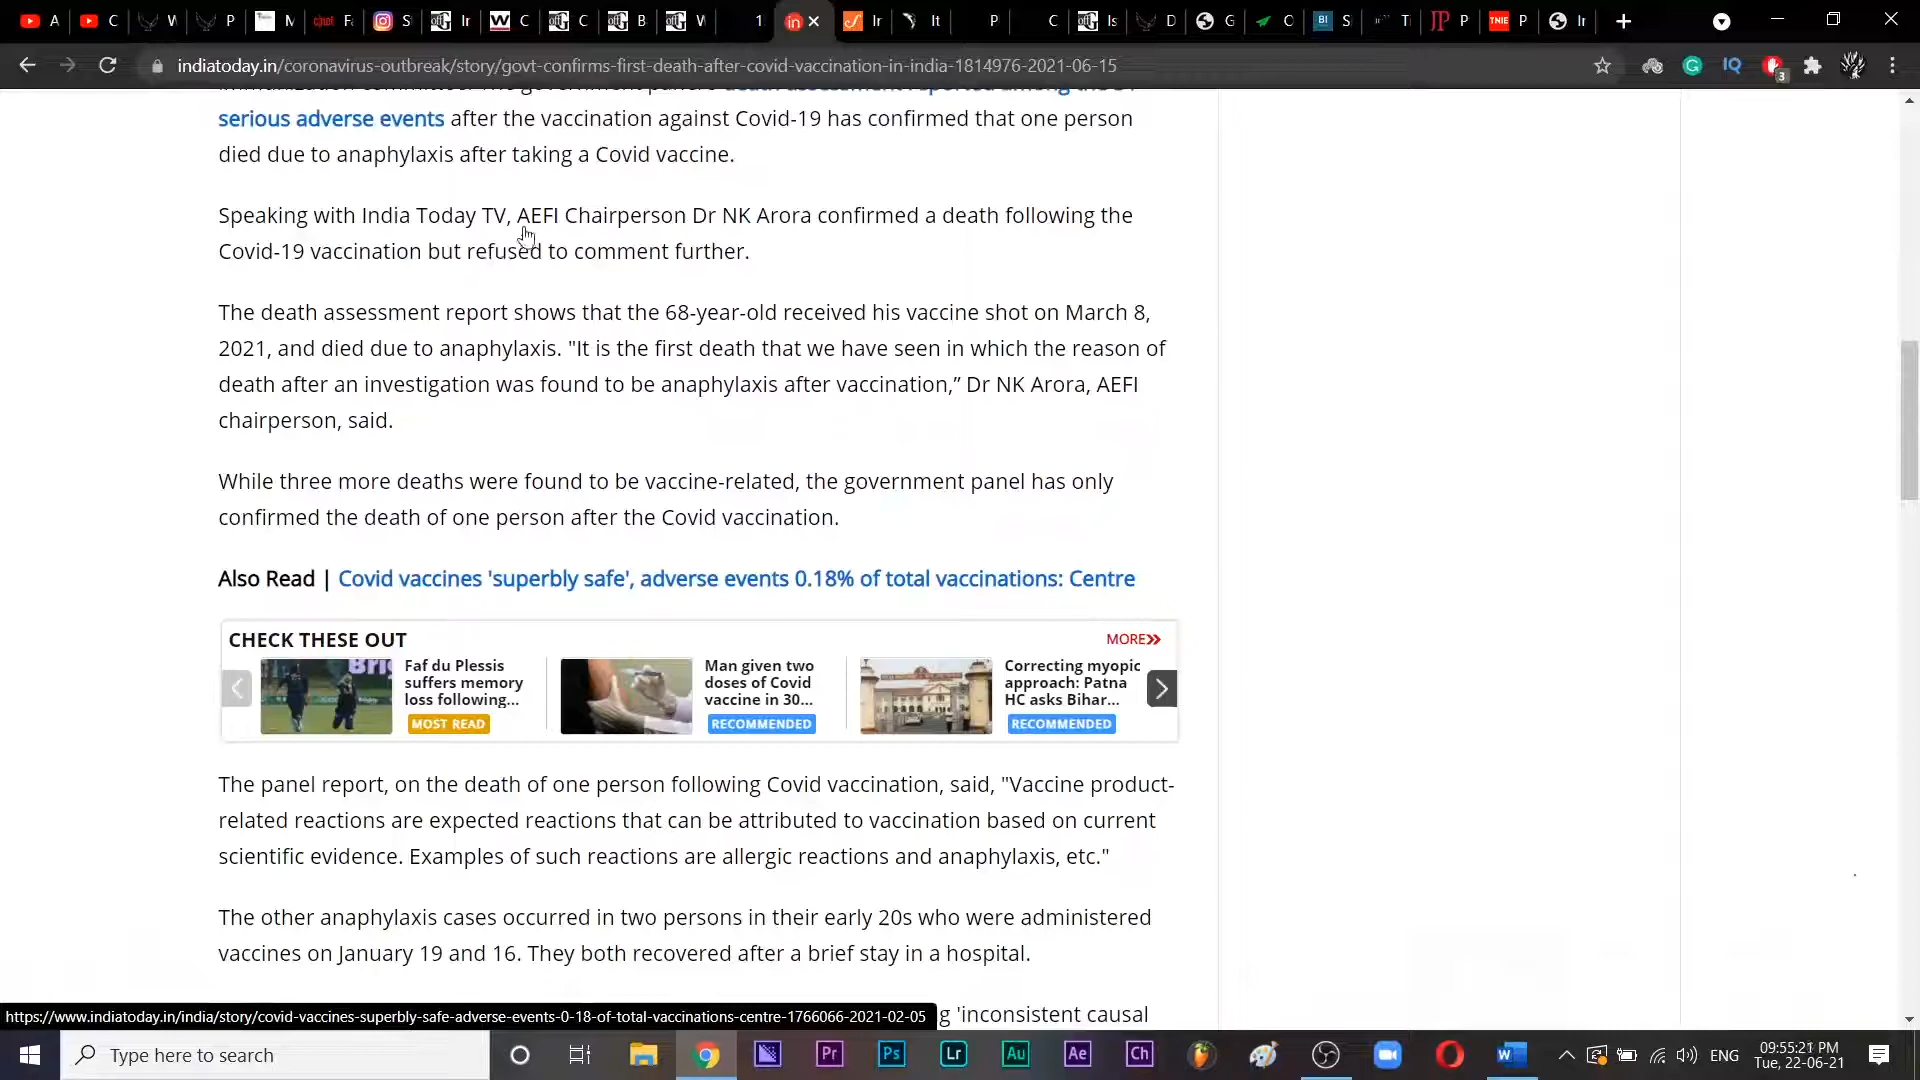 indiatoday.in/coronavirus-outbreak/story/govt-confirms-first-death-after-covid-vaccination-in-india-1814976-2021-06-15
serious adverse events after the vaccination against Covid-19 has confirmed that one person
died due to anaphylaxis after taking a Covid vaccine.
Speaking with India Today TV, AEFI Chairperson Dr NK Arora confirmed a death following the
Covid-19 vaccination but refused to comment further.
The death assessment report shows that the 68-year-old received his vaccine shot on March 8,
2021, and died due to anaphylaxis. "It is the first death that we have seen in which the reason of
death after an investigation was found to be anaphylaxis after vaccination,” Dr NK Arora, AEFI
chairperson, said.
While three more deaths were found to be vaccine-related, the government panel has only
confirmed the death of one person after the Covid vaccination.
Also Read | Covid vaccines 'superbly safe', adverse events 0.18% of total vaccinations: Centre
CHECK THESE OUT
MORE
Faf du Plessis
suffers memory
loss following...
MOST READ
Man given two
doses of Covid
vaccine in 30...
RECOMMENDED
Correcting myopic
approach: Patna
HC asks Bihar...
RECOMMENDED
The panel report, on the death of one person following Covid vaccination, said, "Vaccine product-
related reactions are expected reactions that can be attributed to vaccination based on current
scientific evidence. Examples of such reactions are allergic reactions and anaphylaxis, etc."
The other anaphylaxis cases occurred in two persons in their early 20s who were administered
vaccines on January 19 and 16. They both recovered after a brief stay in a hospital.
g 'inconsistent causal
https://www.indiatoday.in/india/story/covid-vaccines-superbly-safe-adverse-events-0-18-of-total-vaccinations-centre-1766066-2021-02-05
Type here to search
Pr
Ps
Lr
Au
Ae
Ch
ENG
09:55:21 PM
Tue, 22-06-21